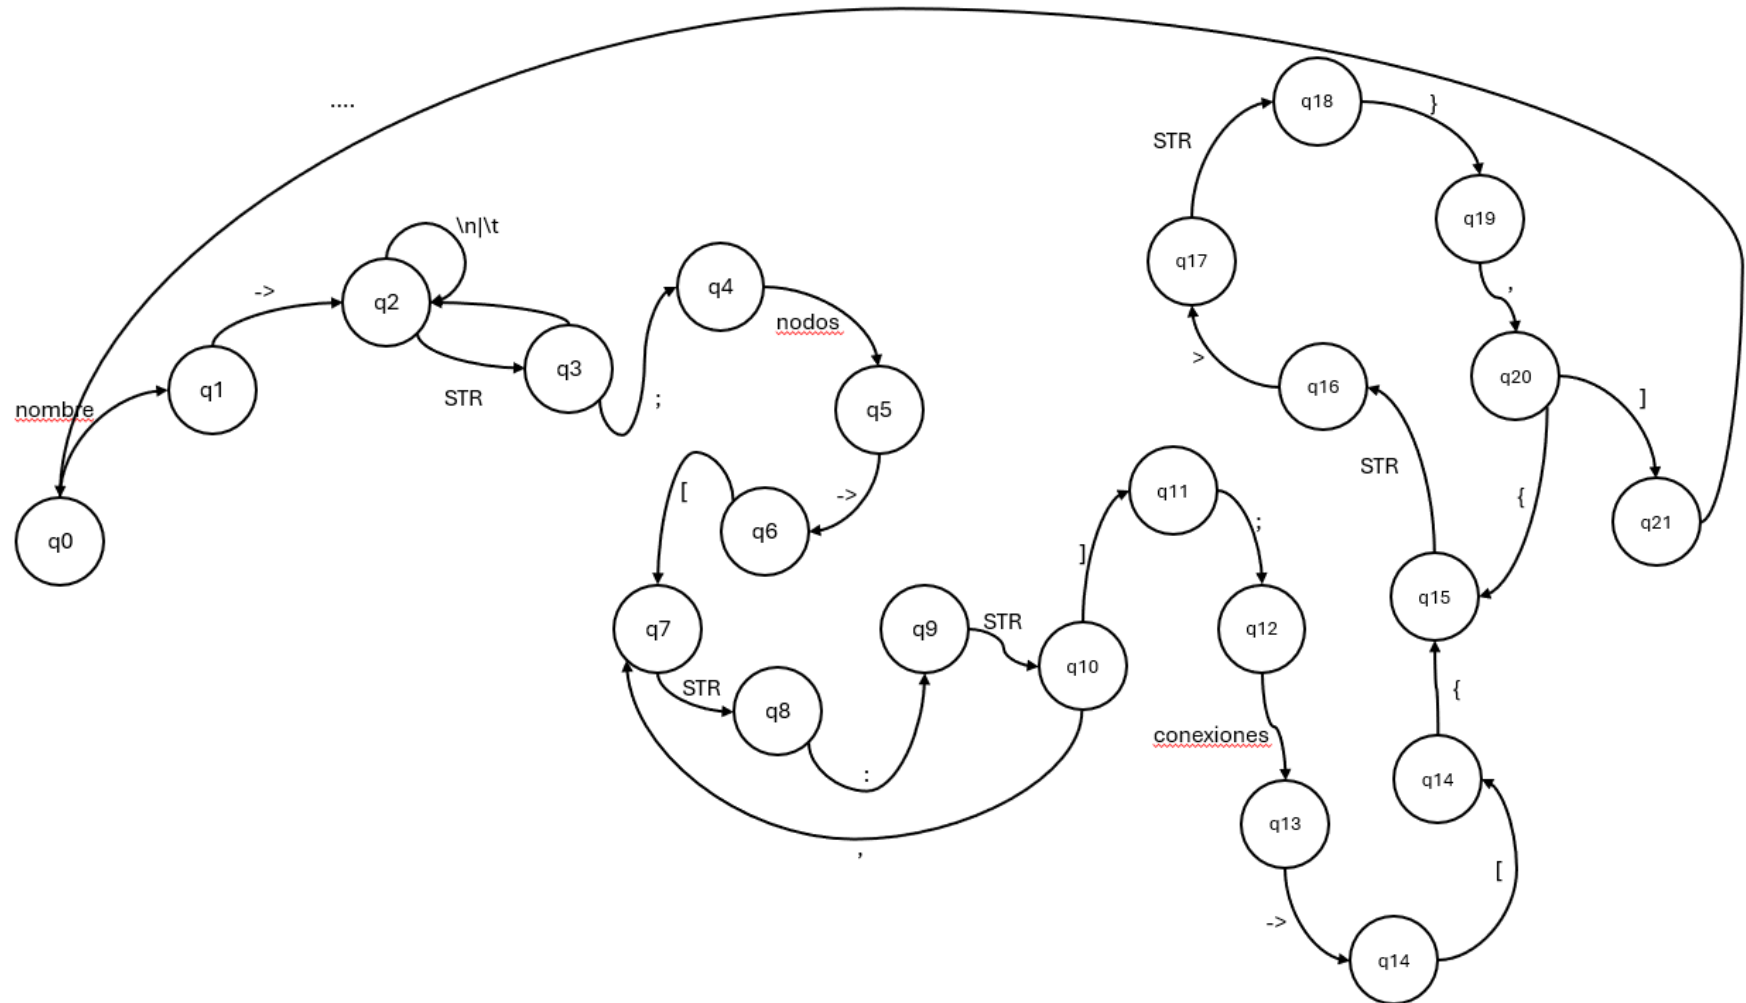 ....
q18
}
STR
q19
\n|\t
q17
q4
->
q2
,
nodos
>
q3
q20
q16
q1
STR
;
]
nombre
q5
STR
[
->
q11
{
;
q6
q21
q0
]
q15
q7
q9
STR
q12
q10
STR
{
q8
conexiones
:
q14
q13
,
[
->
q14